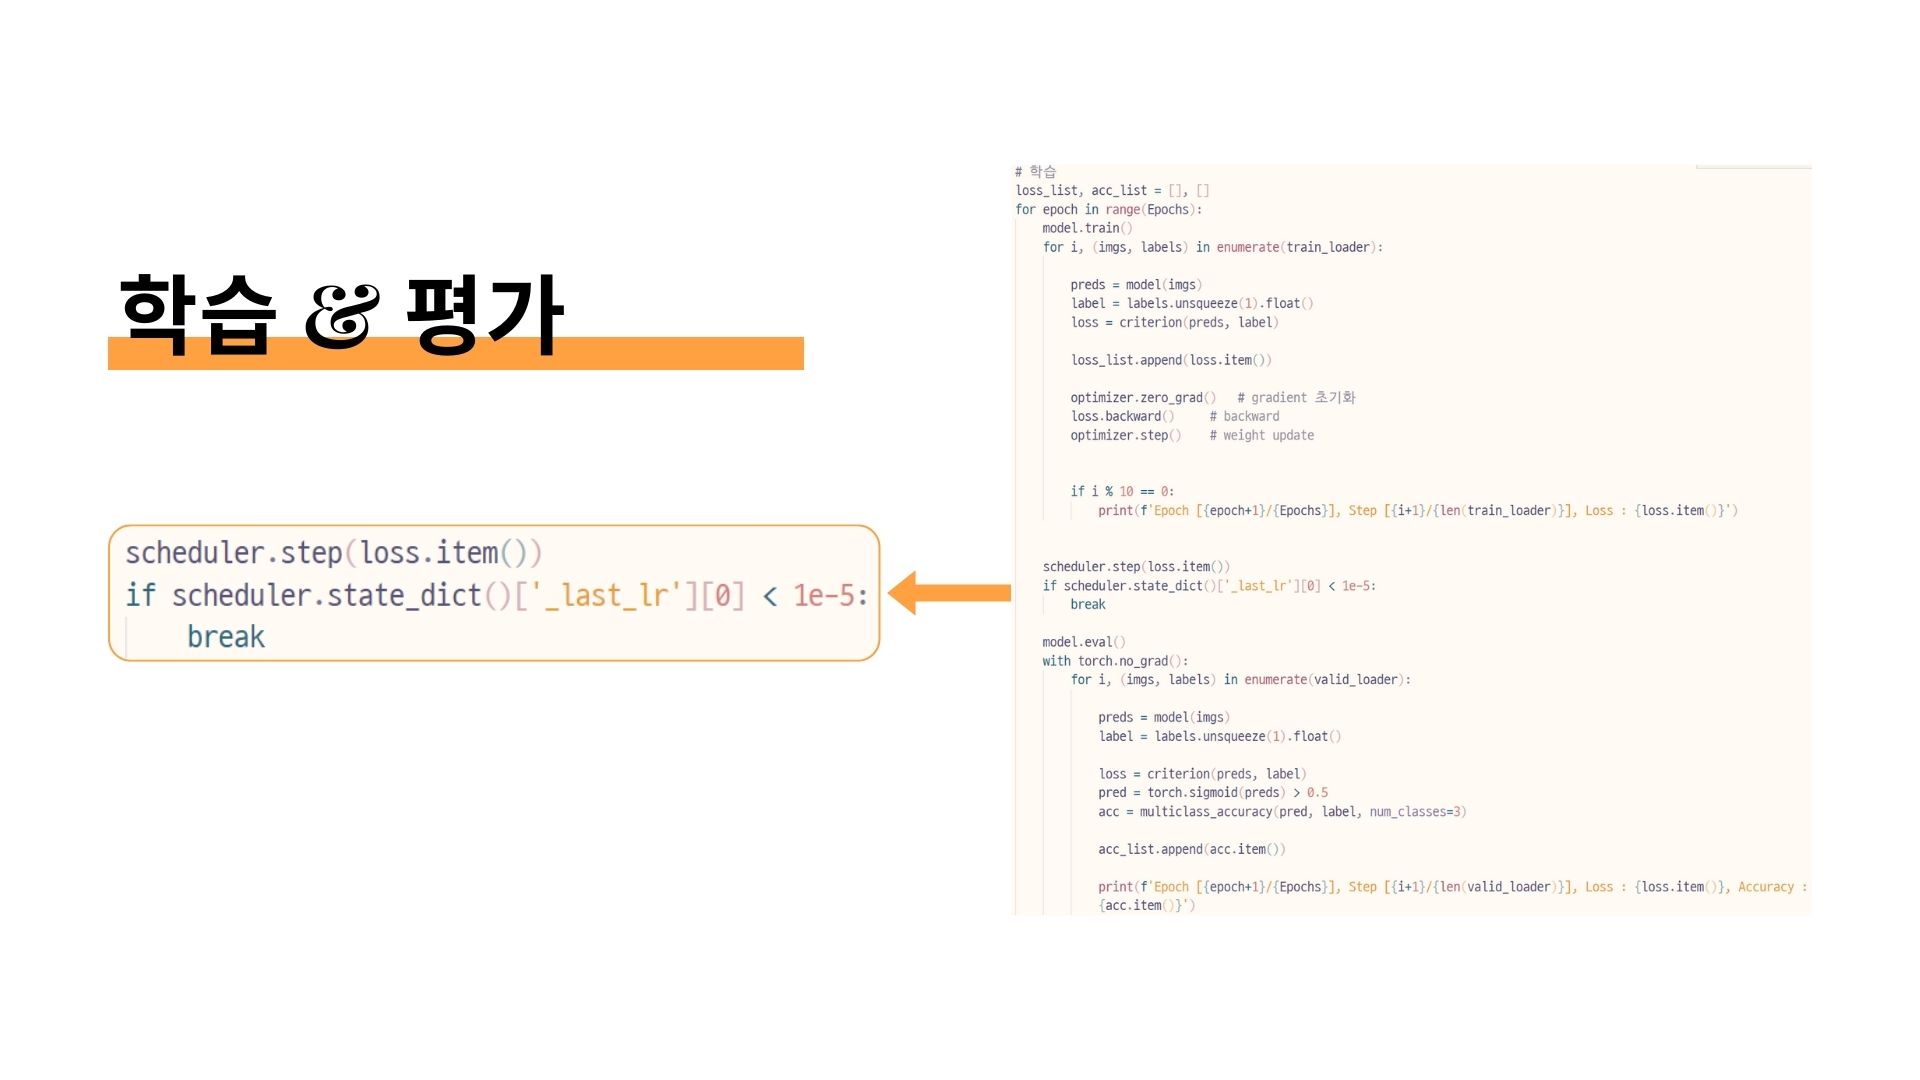 학습 & 평가
scheduler.step(loss.item())
if scheduler.state_dict()['_last_lr'][0] < 1e-5:
    break
# 학습
loss_list, acc_list = [], []
for epoch in range(Epochs):
    model.train()
    for i, (imgs, labels) in enumerate(train_loader):
        preds = model(imgs)
        label = labels.unsqueeze(1).float()
        loss = criterion(preds, label)
        loss_list.append(loss.item())
        optimizer.zero_grad()   # gradient 초기화
        loss.backward()     # backward
        optimizer.step()    # weight update
        if i % 10 == 0:
            print(f'Epoch [{epoch+1}/{Epochs}], Step [{i+1}/{len(train_loader)}], Loss : {loss.item()}')
    scheduler.step(loss.item())
    if scheduler.state_dict()['_last_lr'][0] < 1e-5:
        break
    model.eval()
    with torch.no_grad():
        for i, (imgs, labels) in enumerate(valid_loader):
            preds = model(imgs)
            label = labels.unsqueeze(1).float()
            loss = criterion(preds, label)
            pred = torch.sigmoid(preds) > 0.5
            acc = multiclass_accuracy(pred, label, num_classes=3)
            acc_list.append(acc.item())
            print(f'Epoch [{epoch+1}/{Epochs}], Step [{i+1}/{len(valid_loader)}], Loss : {loss.item()}, Accuracy :
            {acc.item()}')